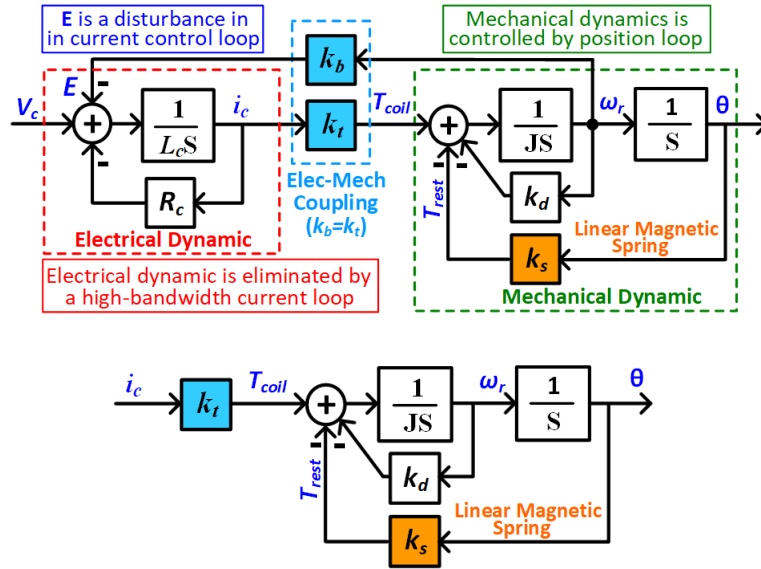 E is a disturbance in
in current control loop
Mechanical dynamics is
controlled by position loop
k_b
E
V_c
1
L_cS
i_c
k_t
T_coil
1
JS
ω_r
1
S
θ
R_c
Elec-Mech
Coupling
(k_b=k_t)
T_rest
k_d
Linear Magnetic
Spring
k_s
Electrical Dynamic
Mechanical Dynamic
Electrical dynamic is eliminated by
a high-bandwidth current loop
i_c
k_t
T_coil
1
JS
ω_r
1
S
θ
T_rest
k_d
Linear Magnetic
Spring
k_s